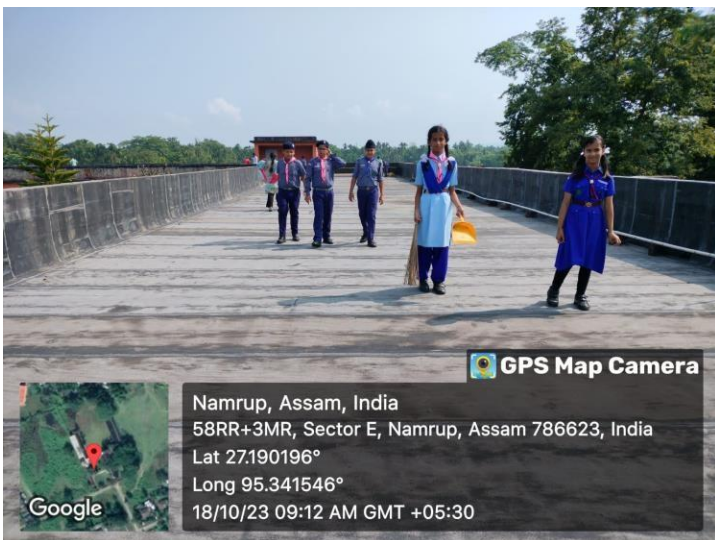 GPS Map Camera
Namrup, Assam, India
58RR+3MR, Sector E, Namrup, Assam 786623, India
Lat 27.190196°
Long 95.341546°
18/10/23 09:12 AM GMT +05:30
Google